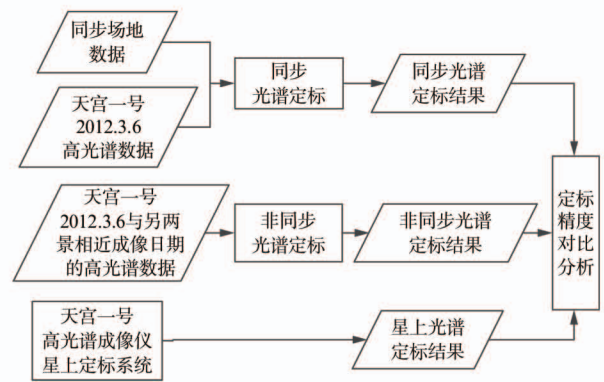 同步场地
数据
天宫一号
2012.3.6
高光谱数据
同步
光谱定标
同步光谱
定标结果
天宫一号
2012.3.6与另两
景相近成像日期
的高光谱数据
非同步
光谱定标
非同步光谱
定标结果
天宫一号
高光谱成像仪
星上定标系统
星上光谱
定标结果
定标
精度
对比
分析